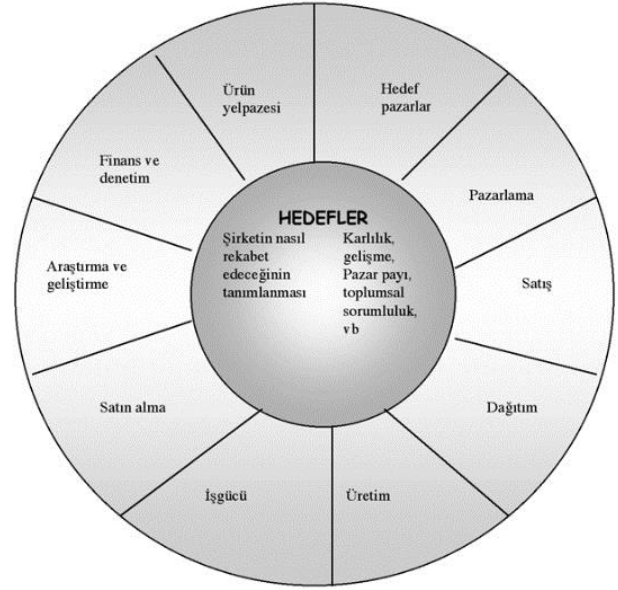 Ürün
yelpazesi
Hedef
pazarlar
Finans ve
denetim
Pazarlama
HEDEFLER
Şirketin nasıl
rekabet
edeceğinin
tanımlanması
Karlılık,
gelişme,
Pazar payı,
toplumsal
sorumluluk,
vb
Araştırma ve
geliştirme
Satış
Satın alma
Dağıtım
İşgücü
Üretim